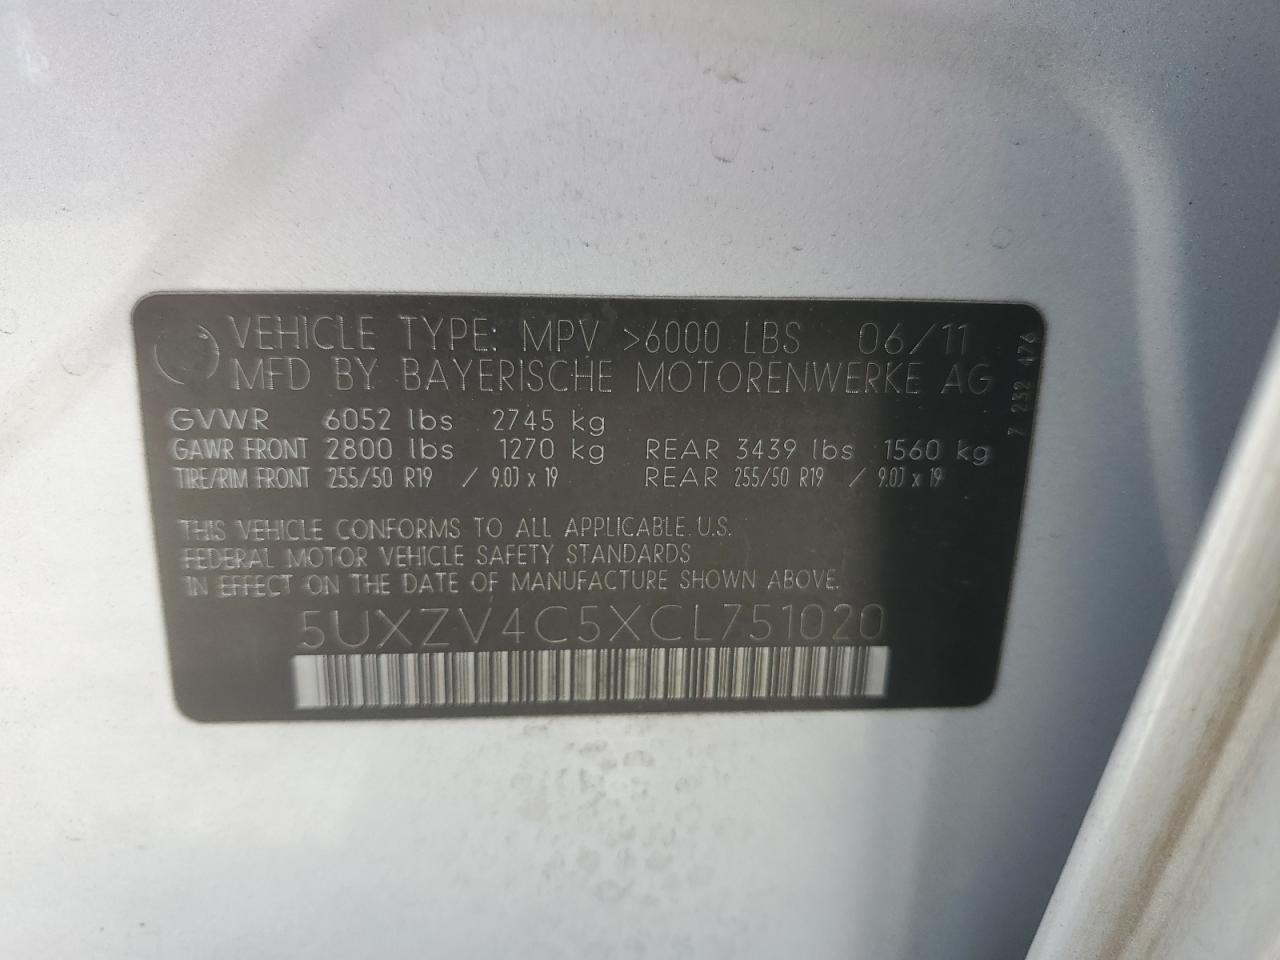 VEHICLE TYPE: MPV >6000 LBS 06/11
MFD BY BAYERISCHE MOTORENWERKE AG
GVWR 6052 lbs 2745 kg
GAWR FRONT 2800 lbs 1270 kg REAR 3439 lbs 1560 kg
TIRE/RIM FRONT 255/50 R19 / 9.0J x 19 REAR 255/50 R19 / 9.0J x 19
7 232 476
THIS VEHICLE CONFORMS TO ALL APPLICABLE U.S.
FEDERAL MOTOR VEHICLE SAFETY STANDARDS
IN EFFECT ON THE DATE OF MANUFACTURE SHOWN ABOVE.
5UXZV4C5XCL751020